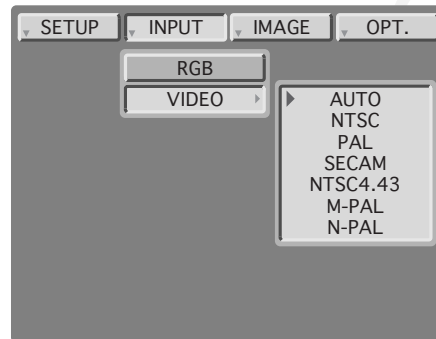 SETUP INPUT IMAGE OPT.
RGB
VIDEO
AUTO
NTSC
PAL
SECAM
NTSC4.43
M-PAL
N-PAL